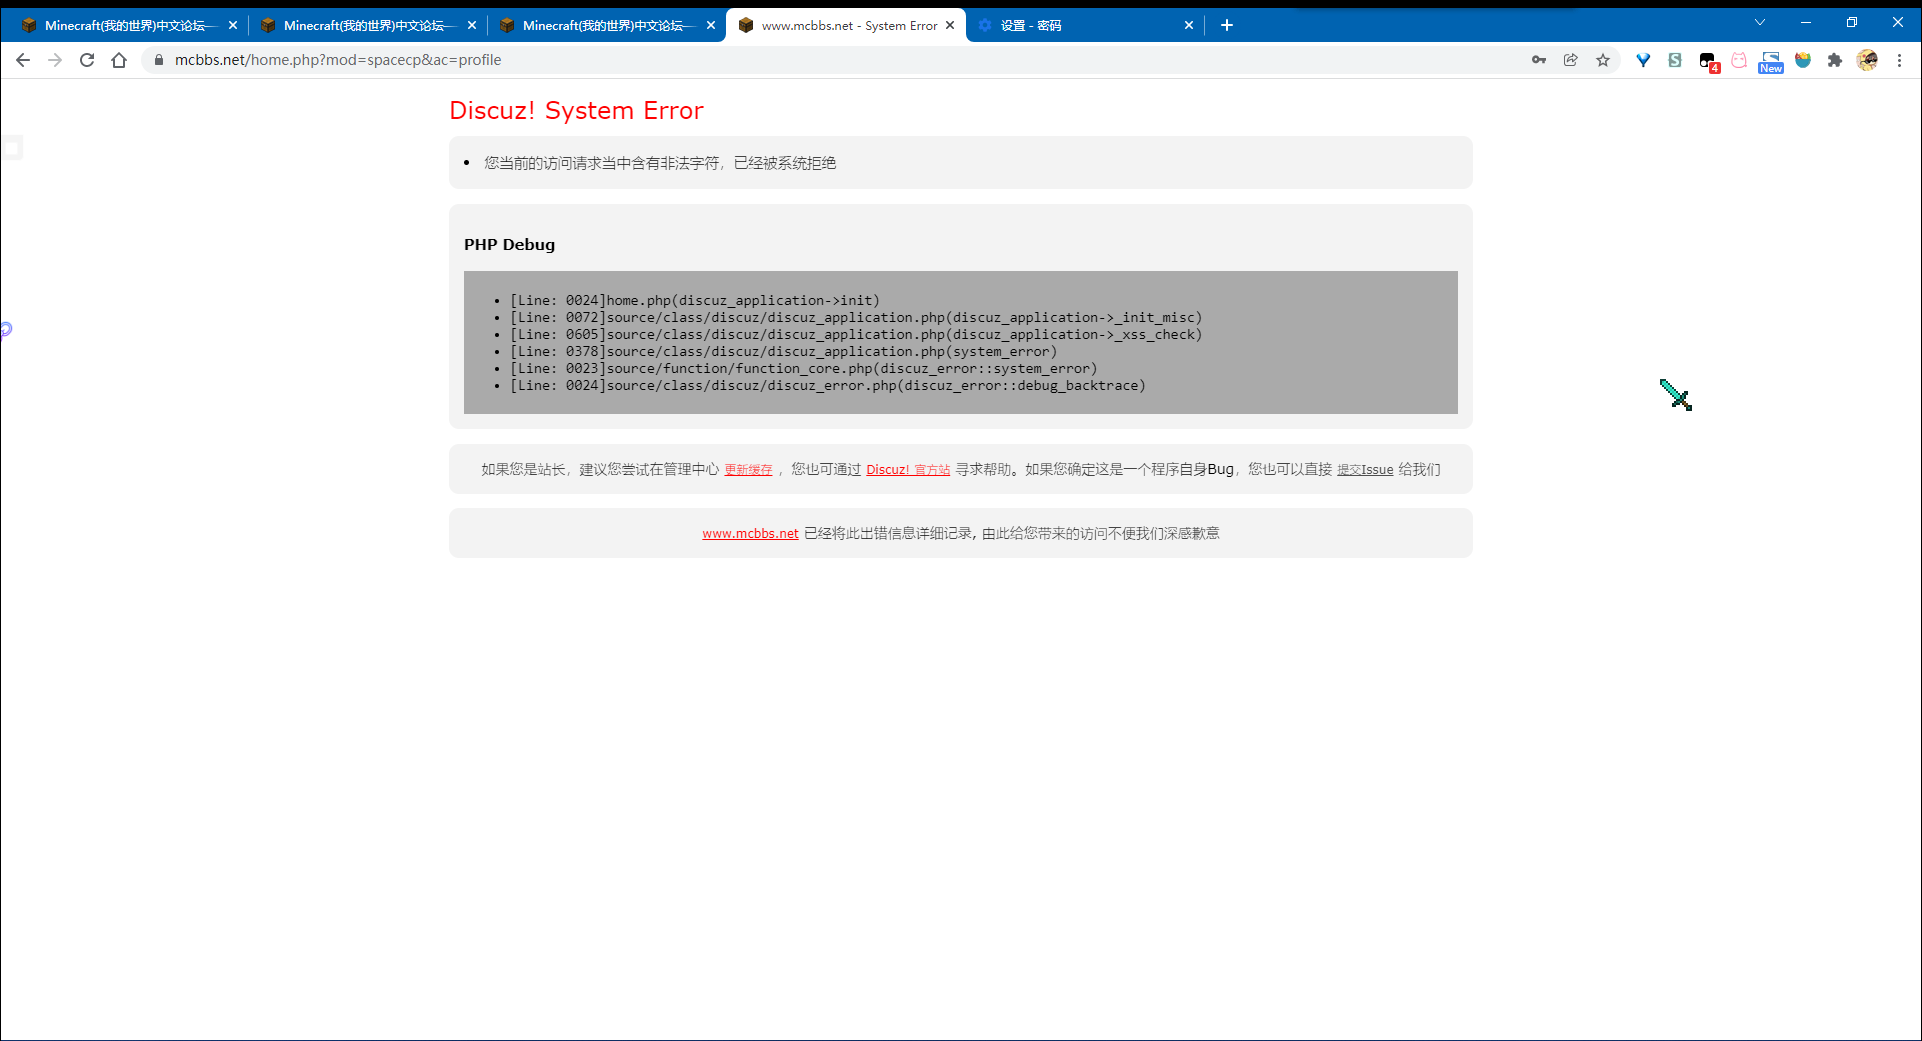 Minecraft(我的世界)中文论坛—
Minecraft(我的世界)中文论坛—
Minecraft(我的世界)中文论坛—
www.mcbbs.net - System Error
设置 - 密码
mcbbs.net/home.php?mod=spacecp&ac=profile
4
New
Discuz! System Error
您当前的访问请求当中含有非法字符，已经被系统拒绝
PHP Debug
[Line: 0024]home.php(discuz_application->init)
[Line: 0072]source/class/discuz/discuz_application.php(discuz_application->_init_misc)
[Line: 0605]source/class/discuz/discuz_application.php(discuz_application->_xss_check)
[Line: 0378]source/class/discuz/discuz_application.php(system_error)
[Line: 0023]source/function/function_core.php(discuz_error::system_error)
[Line: 0024]source/class/discuz/discuz_error.php(discuz_error::debug_backtrace)
如果您是站长，建议您尝试在管理中心 更新缓存 ，您也可通过 Discuz! 官方站 寻求帮助。如果您确定这是一个程序自身Bug，您也可以直接 提交Issue 给我们
www.mcbbs.net 已经将此出错信息详细记录, 由此给您带来的访问不便我们深感歉意